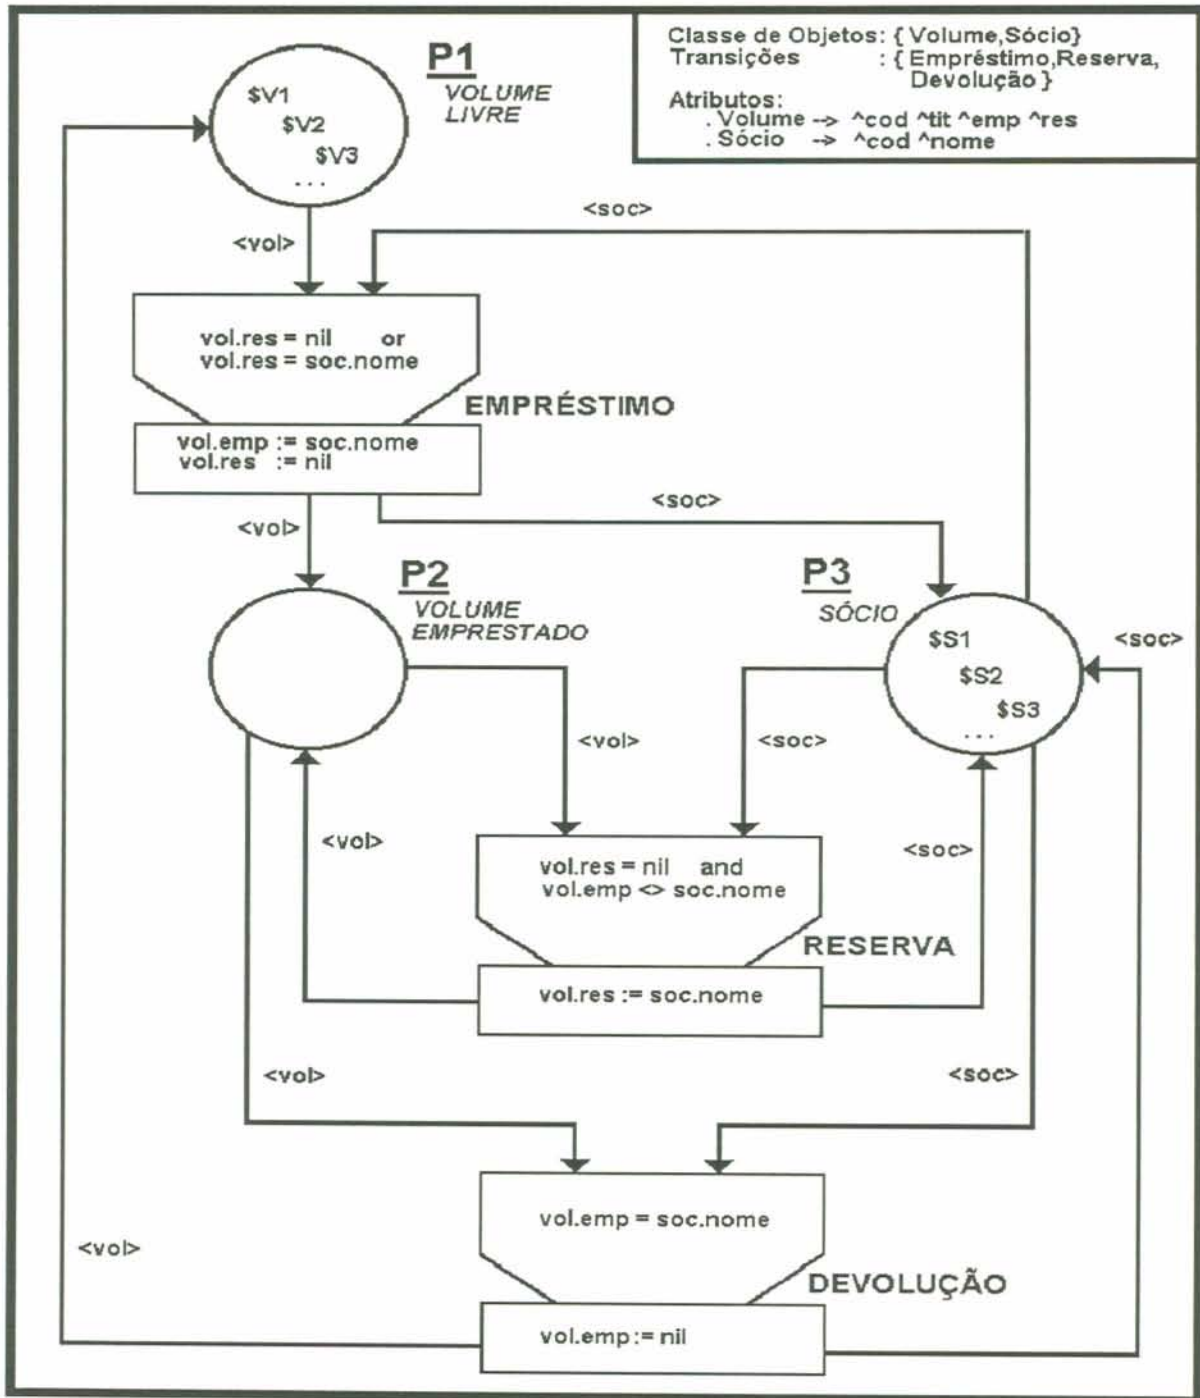 Classe de Objetos: { Volume,Sócio}
Transições : { Empréstimo,Reserva,
Devolução }
Atributos:
. Volume --> ^cod ^tit ^emp ^res
. Sócio --> ^cod ^nome
P1
VOLUME
LIVRE
$V1
$V2
$V3
...
<vol>
<soc>
vol.res = nil or
vol.res = soc.nome
EMPRÉSTIMO
vol.emp := soc.nome
vol.res := nil
<vol>
<soc>
P2
VOLUME
EMPRESTADO
P3
SÓCIO
$S1
$S2
$S3
...
<soc>
<vol>
<soc>
<vol>
<soc>
vol.res = nil and
vol.emp <> soc.nome
RESERVA
vol.res := soc.nome
<vol>
<soc>
vol.emp = soc.nome
DEVOLUÇÃO
vol.emp := nil
<vol>